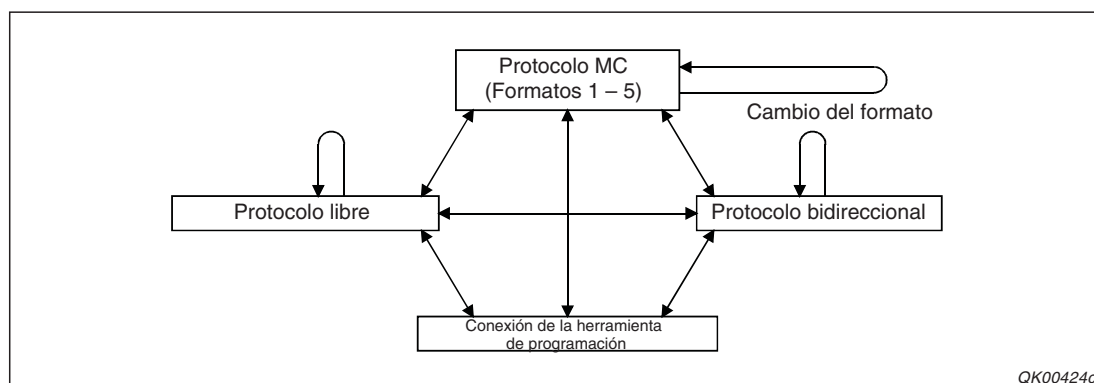 Protocolo MC
(Formatos 1 – 5)
Cambio del formato
Protocolo libre
Protocolo bidireccional
Conexión de la herramienta
de programación
QK00424c